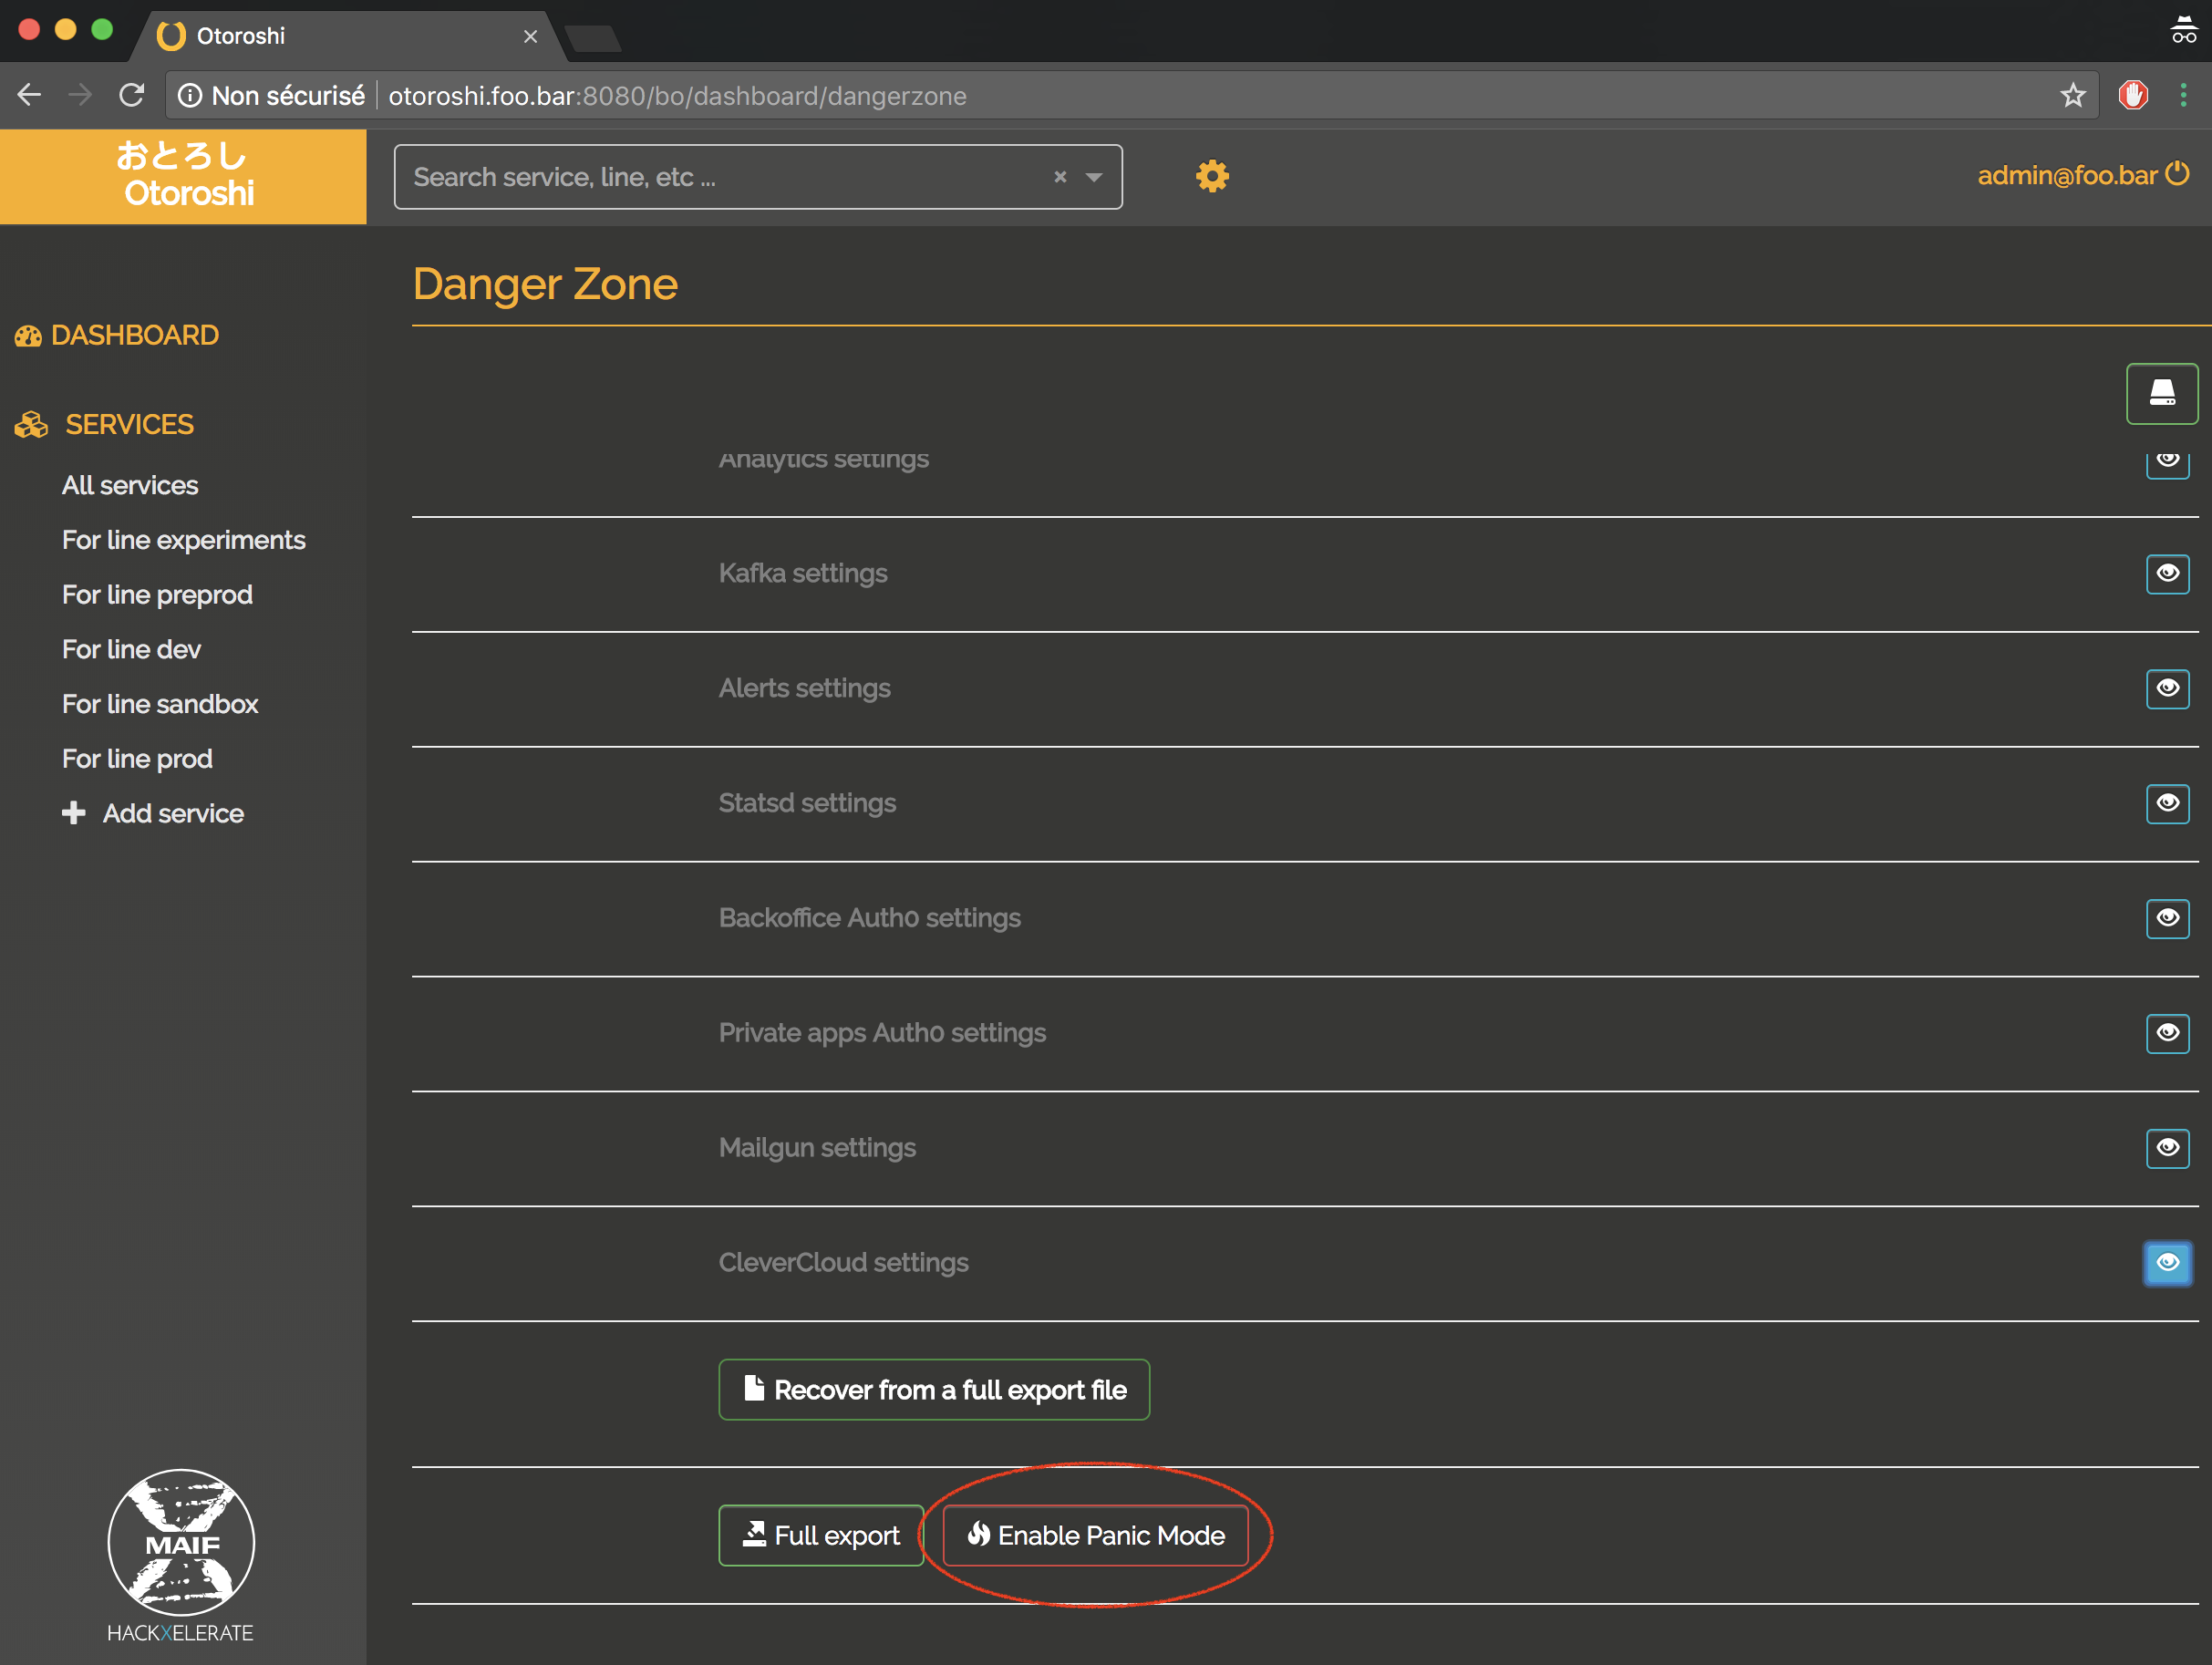 Otoroshi
Non sécurisé
otoroshi.foo.bar:8080/bo/dashboard/dangerzone
おとろし
Otoroshi
Search service, line, etc ...
admin@foo.bar
Danger Zone
DASHBOARD
SERVICES
All services
For line experiments
For line preprod
For line dev
For line sandbox
For line prod
Add service
Analytics settings
Kafka settings
Alerts settings
Statsd settings
Backoffice Auth0 settings
Private apps Auth0 settings
Mailgun settings
CleverCloud settings
Recover from a full export file
Full export
Enable Panic Mode
MAIF
HACKXELERATE